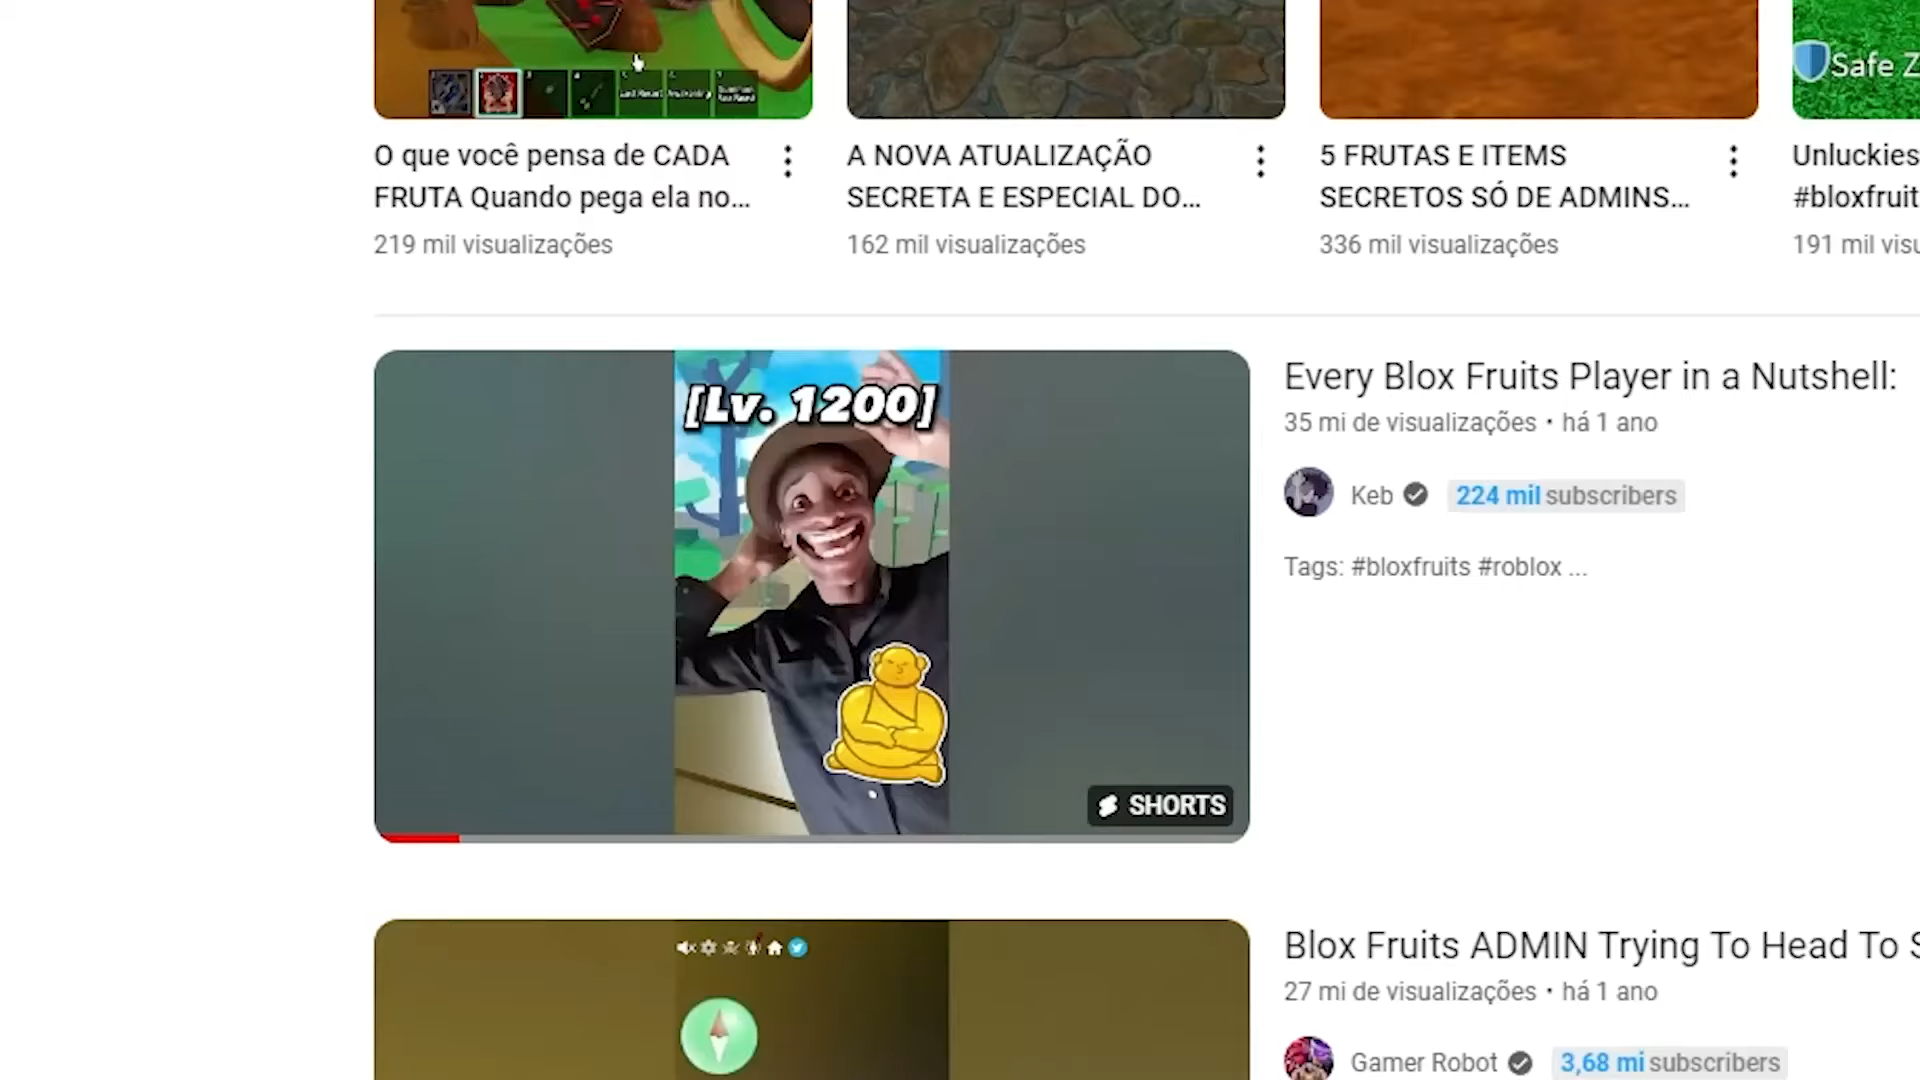 Safe Z
O que você pensa de CADA
FRUTA Quando pega ela no...
219 mil visualizações
A NOVA ATUALIZAÇÃO
SECRETA E ESPECIAL DO...
162 mil visualizações
5 FRUTAS E ITEMS
SECRETOS SÓ DE ADMINS...
336 mil visualizações
Unluckies
#bloxfruit
191 mil visu
[Lv. 1200]
SHORTS
Every Blox Fruits Player in a Nutshell:
35 mi de visualizações • há 1 ano
Keb 224 mil subscribers
Tags: #bloxfruits #roblox ...
Blox Fruits ADMIN Trying To Head To S
27 mi de visualizações • há 1 ano
Gamer Robot 3,68 mi subscribers